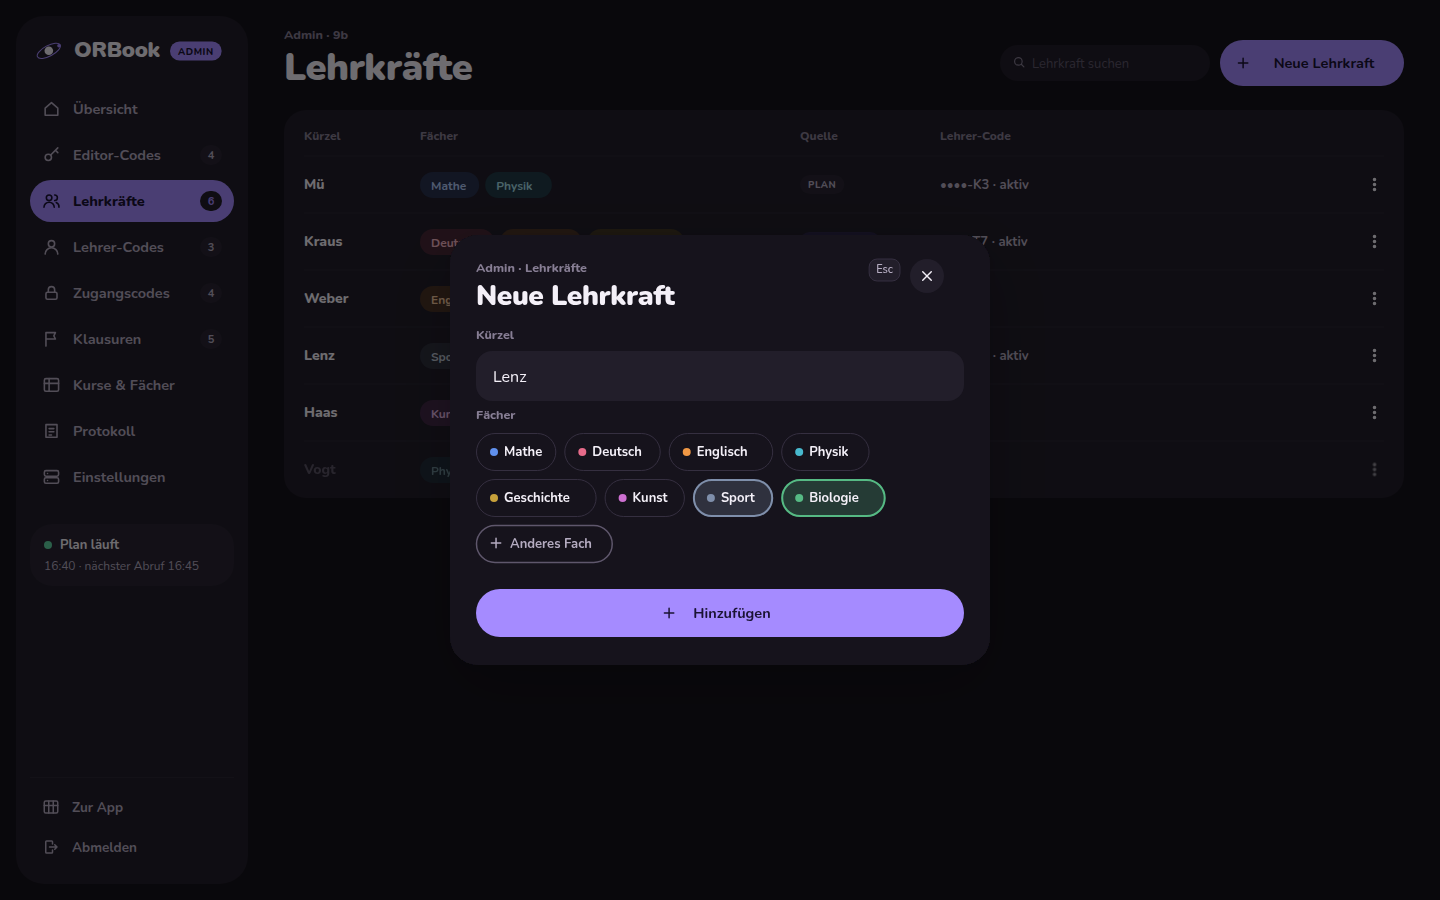 ORBook ADMIN
Übersicht
Editor-Codes 4
Lehrkräfte 6
Lehrer-Codes 3
Zugangscodes 4
Klausuren 5
Kurse & Fächer
Protokoll
Einstellungen
Plan läuft
16:40 · nächster Abruf 16:45
Zur App
Abmelden
Admin · 9b
Lehrkräfte
Lehrkraft suchen
+ Neue Lehrkraft
Kürzel Fächer Quelle Lehrer-Code
Mü Mathe Physik PLAN ••••-K3 · aktiv
Kraus T7 · aktiv
Weber
Lenz · aktiv
Haas
Vogt
Admin · Lehrkräfte
Esc
Neue Lehrkraft
Kürzel
Lenz
Fächer
Mathe Deutsch Englisch Physik
Geschichte Kunst Sport Biologie
+ Anderes Fach
+ Hinzufügen